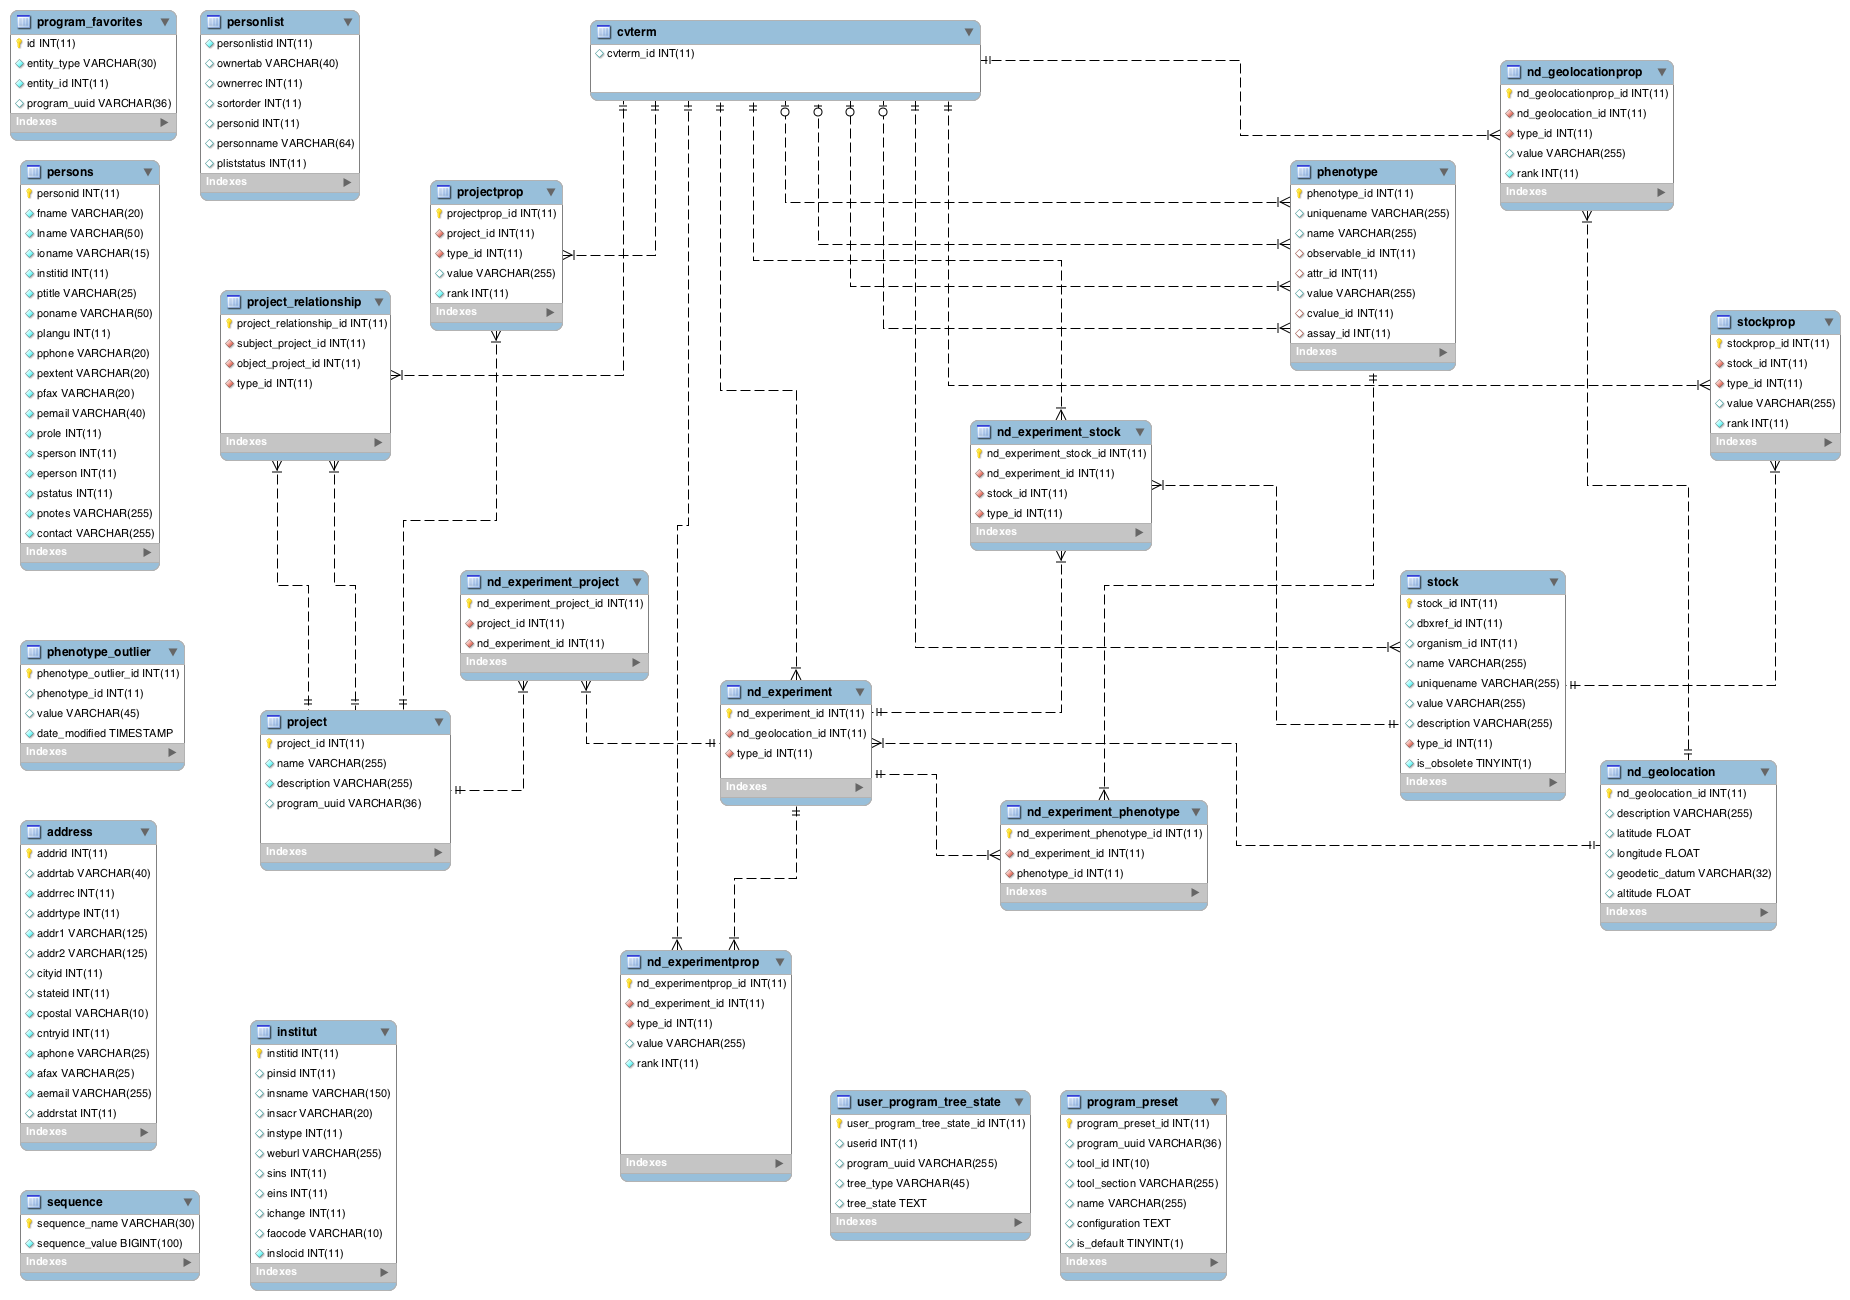 program_favorites
id INT(11)
entity_type VARCHAR(30)
entity_id INT(11)
program_uuid VARCHAR(36)
Indexes
personlist
personlistid INT(11)
ownertab VARCHAR(40)
ownerrec INT(11)
sortorder INT(11)
personid INT(11)
personname VARCHAR(64)
pliststatus INT(11)
Indexes
cvterm
cvterm_id INT(11)
nd_geolocationprop
nd_geolocationprop_id INT(11)
nd_geolocation_id INT(11)
type_id INT(11)
value VARCHAR(255)
rank INT(11)
Indexes
persons
personid INT(11)
fname VARCHAR(20)
lname VARCHAR(50)
ioname VARCHAR(15)
institid INT(11)
ptitle VARCHAR(25)
poname VARCHAR(50)
plangu INT(11)
pphone VARCHAR(20)
pextent VARCHAR(20)
pfax VARCHAR(20)
pemail VARCHAR(40)
prole INT(11)
sperson INT(11)
eperson INT(11)
pstatus INT(11)
pnotes VARCHAR(255)
contact VARCHAR(255)
Indexes
projectprop
projectprop_id INT(11)
project_id INT(11)
type_id INT(11)
value VARCHAR(255)
rank INT(11)
Indexes
phenotype
phenotype_id INT(11)
uniquename VARCHAR(255)
name VARCHAR(255)
observable_id INT(11)
attr_id INT(11)
value VARCHAR(255)
cvalue_id INT(11)
assay_id INT(11)
Indexes
project_relationship
project_relationship_id INT(11)
subject_project_id INT(11)
object_project_id INT(11)
type_id INT(11)
Indexes
stockprop
stockprop_id INT(11)
stock_id INT(11)
type_id INT(11)
value VARCHAR(255)
rank INT(11)
Indexes
nd_experiment_stock
nd_experiment_stock_id INT(11)
nd_experiment_id INT(11)
stock_id INT(11)
type_id INT(11)
Indexes
nd_experiment_project
nd_experiment_project_id INT(11)
project_id INT(11)
nd_experiment_id INT(11)
Indexes
stock
stock_id INT(11)
dbxref_id INT(11)
organism_id INT(11)
name VARCHAR(255)
uniquename VARCHAR(255)
value VARCHAR(255)
description VARCHAR(255)
type_id INT(11)
is_obsolete TINYINT(1)
Indexes
phenotype_outlier
phenotype_outlier_id INT(11)
phenotype_id INT(11)
value VARCHAR(45)
date_modified TIMESTAMP
Indexes
project
project_id INT(11)
name VARCHAR(255)
description VARCHAR(255)
program_uuid VARCHAR(36)
Indexes
nd_experiment
nd_experiment_id INT(11)
nd_geolocation_id INT(11)
type_id INT(11)
Indexes
nd_geolocation
nd_geolocation_id INT(11)
description VARCHAR(255)
latitude FLOAT
longitude FLOAT
geodetic_datum VARCHAR(32)
altitude FLOAT
Indexes
nd_experiment_phenotype
nd_experiment_phenotype_id INT(11)
nd_experiment_id INT(11)
phenotype_id INT(11)
Indexes
address
addrid INT(11)
addrtab VARCHAR(40)
addrrec INT(11)
addrtype INT(11)
addr1 VARCHAR(125)
addr2 VARCHAR(125)
cityid INT(11)
stateid INT(11)
cpostal VARCHAR(10)
cntryid INT(11)
aphone VARCHAR(25)
afax VARCHAR(25)
aemail VARCHAR(255)
addrstat INT(11)
Indexes
nd_experimentprop
nd_experimentprop_id INT(11)
nd_experiment_id INT(11)
type_id INT(11)
value VARCHAR(255)
rank INT(11)
Indexes
institut
institid INT(11)
pinsid INT(11)
insname VARCHAR(150)
insacr VARCHAR(20)
instype INT(11)
weburl VARCHAR(255)
sins INT(11)
eins INT(11)
ichange INT(11)
faocode VARCHAR(10)
inslocid INT(11)
Indexes
user_program_tree_state
user_program_tree_state_id INT(11)
userid INT(11)
program_uuid VARCHAR(255)
tree_type VARCHAR(45)
tree_state TEXT
Indexes
program_preset
program_preset_id INT(11)
program_uuid VARCHAR(36)
tool_id INT(10)
tool_section VARCHAR(255)
name VARCHAR(255)
configuration TEXT
is_default TINYINT(1)
Indexes
sequence
sequence_name VARCHAR(30)
sequence_value BIGINT(100)
Indexes